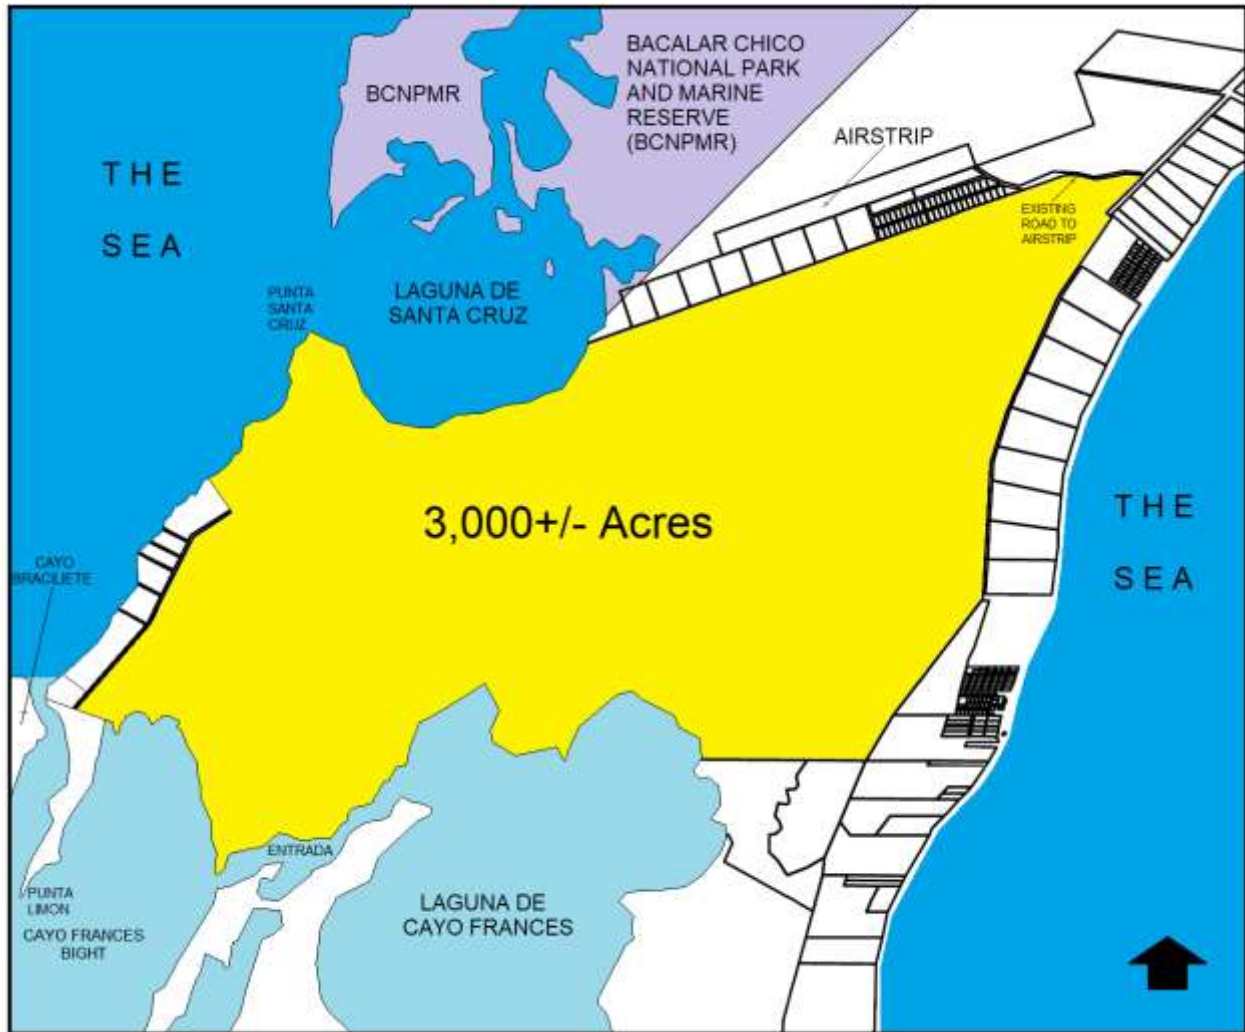 BACALAR CHICO
NATIONAL PARK
AND MARINE
RESERVE
(BCNPMR)
BCNPMR
AIRSTRIP
THE
SEA
EXISTING
ROAD TO
AIRSTRIP
LAGUNA DE
SANTA CRUZ
PUNTA
SANTA
CRUZ
3,000+/- Acres
THE
SEA
CAYO
BRACILIETE
ENTRADA
PUNTA
LIMON
CAYO FRANCES
BIGHT
LAGUNA DE
CAYO FRANCES